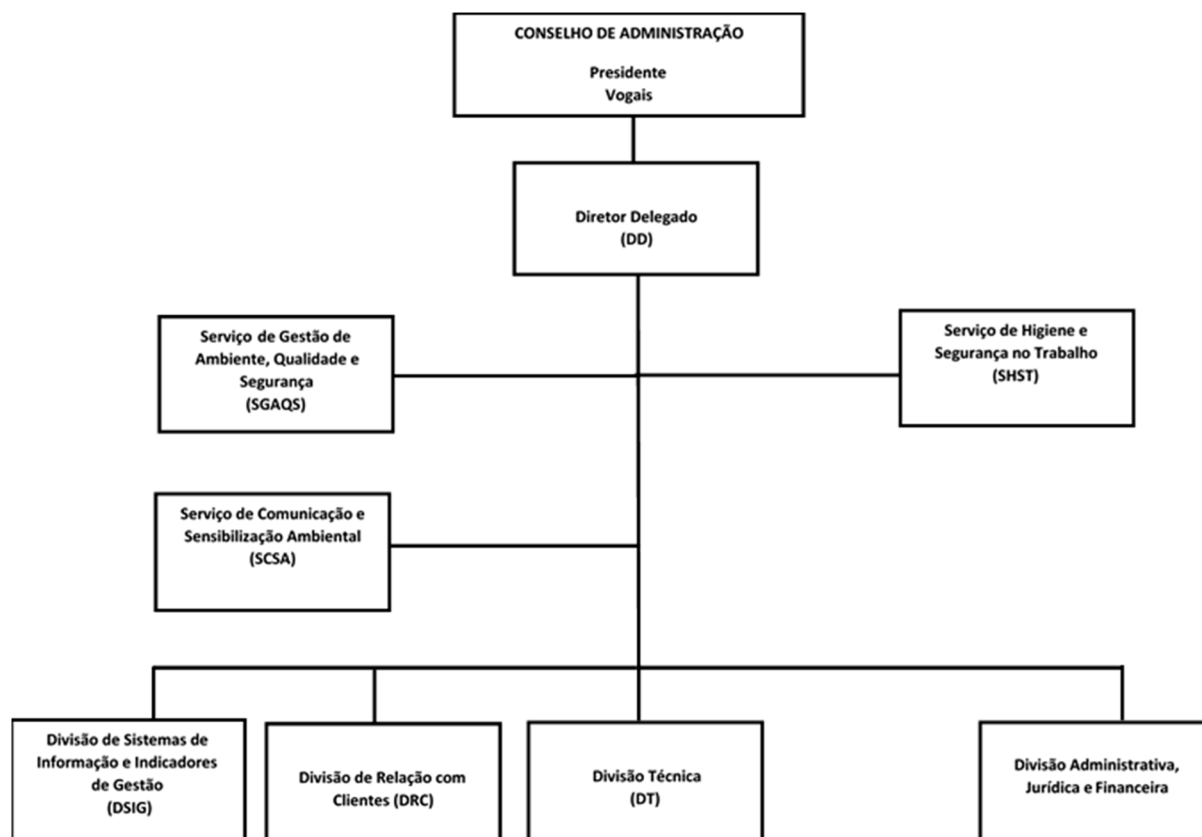 CONSELHO DE ADMINISTRAÇÃO
Presidente
Vogais
Diretor Delegado
(DD)
Serviço de Gestão de
Ambiente, Qualidade e
Segurança
(SGAQS)
Serviço de Higiene e
Segurança no Trabalho
(SHST)
Serviço de Comunicação e
Sensibilização Ambiental
(SCSA)
Divisão de Sistemas de
Informação e Indicadores
de Gestão
(DSIG)
Divisão de Relação com
Clientes (DRC)
Divisão Técnica
(DT)
Divisão Administrativa,
Jurídica e Financeira